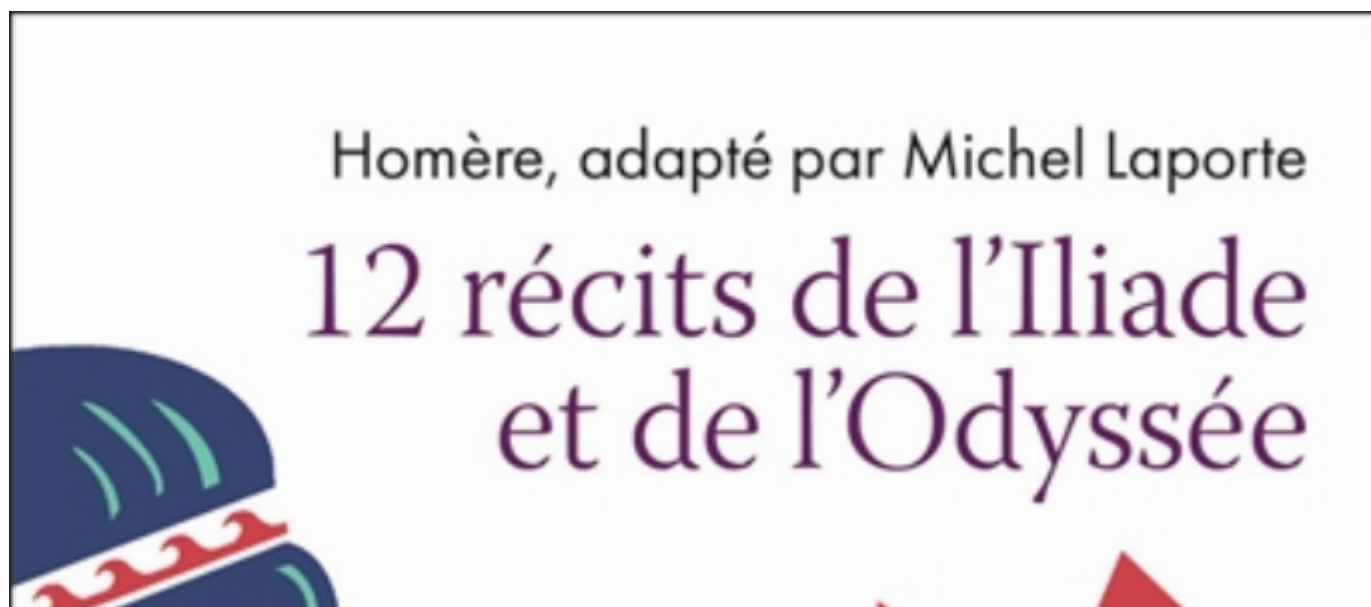 Homère, adapté par Michel Laporte
12 récits de l'Iliade
et de l'Odyssée